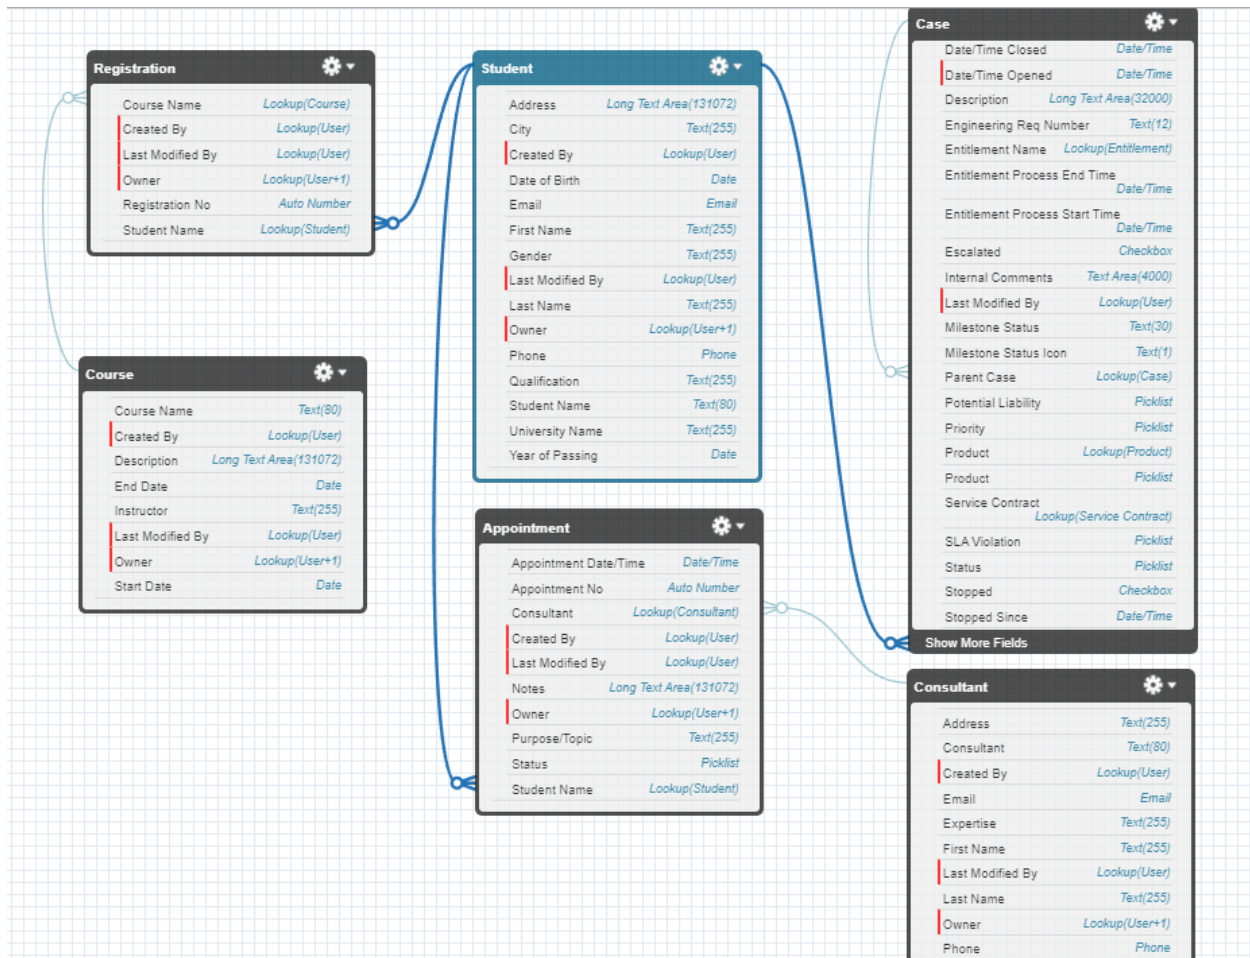 Registration
Course Name Lookup(Course)
Created By Lookup(User)
Last Modified By Lookup(User)
Owner Lookup(User+1)
Registration No Auto Number
Student Name Lookup(Student)
Course
Course Name Text(80)
Created By Lookup(User)
Description Long Text Area(131072)
End Date Date
Instructor Text(255)
Last Modified By Lookup(User)
Owner Lookup(User+1)
Start Date Date
Student
Address Long Text Area(131072)
City Text(255)
Created By Lookup(User)
Date of Birth Date
Email Email
First Name Text(255)
Gender Text(255)
Last Modified By Lookup(User)
Last Name Text(255)
Owner Lookup(User+1)
Phone Phone
Qualification Text(255)
Student Name Text(80)
University Name Text(255)
Year of Passing Date
Appointment
Appointment Date/Time Date/Time
Appointment No Auto Number
Consultant Lookup(Consultant)
Created By Lookup(User)
Last Modified By Lookup(User)
Notes Long Text Area(131072)
Owner Lookup(User+1)
Purpose/Topic Text(255)
Status Picklist
Student Name Lookup(Student)
Case
Date/Time Closed Date/Time
Date/Time Opened Date/Time
Description Long Text Area(32000)
Engineering Req Number Text(12)
Entitlement Name Lookup(Entitlement)
Entitlement Process End Time
Date/Time
Entitlement Process Start Time
Date/Time
Escalated Checkbox
Internal Comments Text Area(4000)
Last Modified By Lookup(User)
Milestone Status Text(30)
Milestone Status Icon Text(1)
Parent Case Lookup(Case)
Potential Liability Picklist
Priority Picklist
Product Lookup(Product)
Product Picklist
Service Contract
Lookup(Service Contract)
SLA Violation Picklist
Status Picklist
Stopped Checkbox
Stopped Since Date/Time
Show More Fields
Consultant
Address Text(255)
Consultant Text(80)
Created By Lookup(User)
Email Email
Expertise Text(255)
First Name Text(255)
Last Modified By Lookup(User)
Last Name Text(255)
Owner Lookup(User+1)
Phone Phone